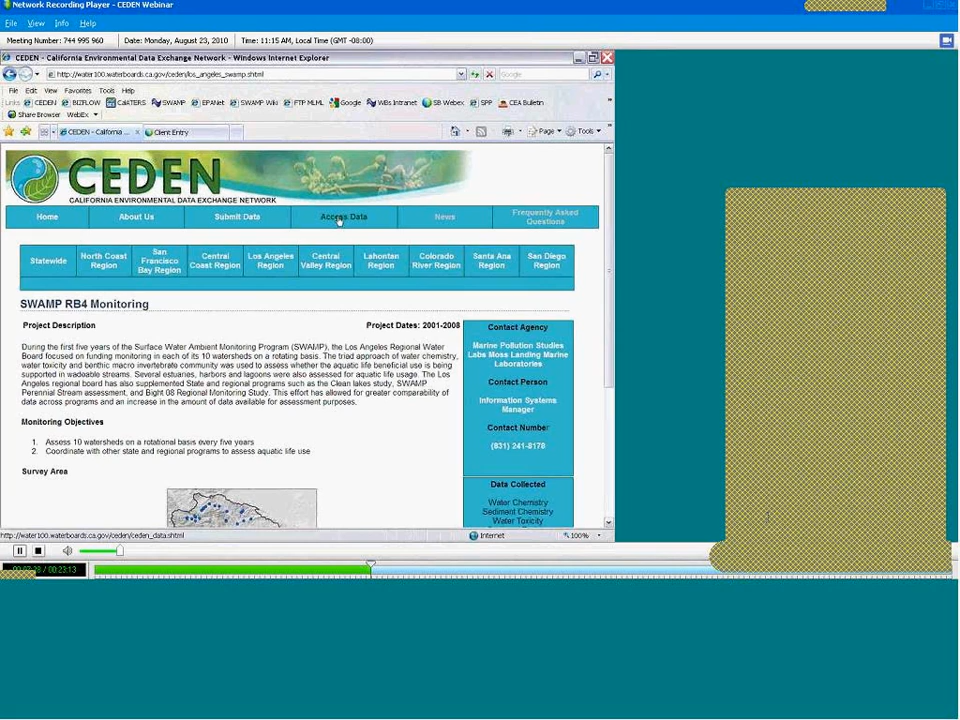 Network Recording Player - CEDEN Webinar
File View Info Help
Meeting Number: 744 995 960 Date: Monday, August 23, 2010 Time: 11:15 AM, Local Time (GMT -08:00)
CEDEN - California Environmental Data Exchange Network - Windows Internet Explorer
http://water100.waterboards.ca.gov/ceden/los_angeles_swamp.shtml Google
File Edit View Favorites Tools Help
Links CEDEN BIZFLOW CalATERS SWAMP EPANet SWAMP Wiki FTP MLML Google WBs Intranet SB Webex SPP CEA Bulletin
Share Browser WebEx
CEDEN - California ... Client Entry Page Tools
CEDEN
CALIFORNIA ENVIRONMENTAL DATA EXCHANGE NETWORK
Home About Us Submit Data Access Data News Frequently Asked Questions
Statewide North Coast Region San Francisco Bay Region Central Coast Region Los Angeles Region Central Valley Region Lahontan Region Colorado River Region Santa Ana Region San Diego Region
SWAMP RB4 Monitoring
Project Description Project Dates: 2001-2008
During the first five years of the Surface Water Ambient Monitoring Program (SWAMP), the Los Angeles Regional Water
Board focused on funding monitoring in each of its 10 watersheds on a rotating basis. The triad approach of water chemistry,
water toxicity and benthic macro invertebrate community was used to assess whether the aquatic life beneficial use is being
supported in wadeable streams. Several estuaries, harbors and lagoons were also assessed for aquatic life usage. The Los
Angeles regional board has also supplemented State and regional programs such as the Clean lakes study, SWAMP
Perennial Stream assessment, and Bight 08 Regional Monitoring Study. This effort has allowed for greater comparability of
data across programs and an increase in the amount of data available for assessment purposes.
Monitoring Objectives
1. Assess 10 watersheds on a rotational basis every five years
2. Coordinate with other state and regional programs to assess aquatic life use
Survey Area
Contact Agency
Marine Pollution Studies
Labs Moss Landing Marine
Laboratories
Contact Person
Information Systems
Manager
Contact Number
(831) 241-8178
Data Collected
Water Chemistry
Sediment Chemistry
Water Toxicity
http://water100.waterboards.ca.gov/ceden/ceden_data.shtml Internet 100%
/ 00:23:13